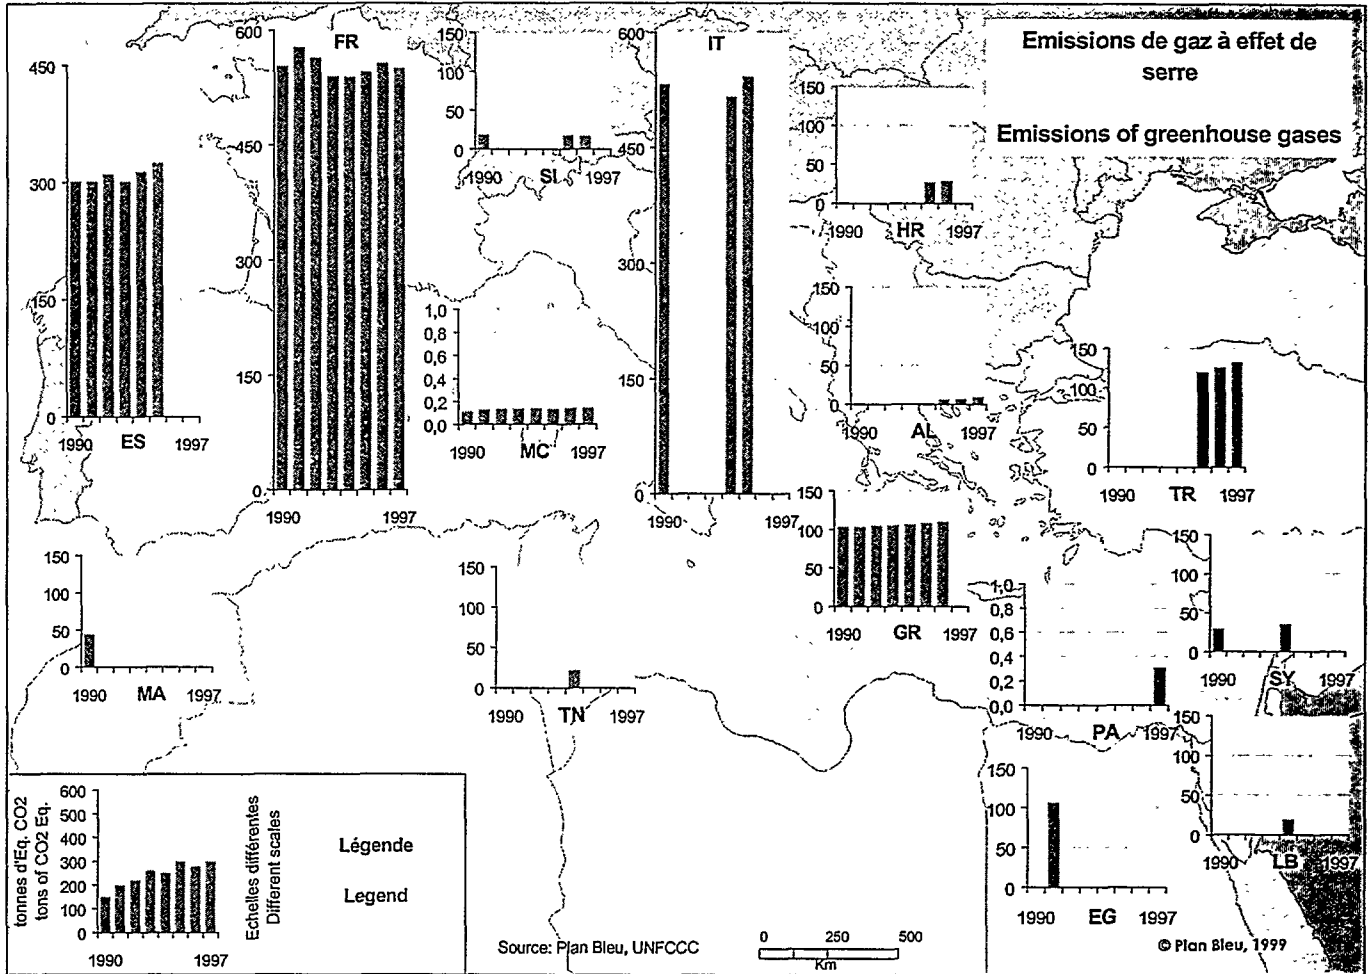 Emissions de gaz à effet de
serre
Emissions of greenhouse gases
450
300
150
0
1990 ES 1997
FR
600
450
300
150
0
1990 1997
150
100
50
0
1990 SI 1997
1,0
0,8
0,6
0,4
0,2
0,0
1990 MC 1997
IT
600
450
300
150
0
1990 1997
150
100
50
0
1990 HR 1997
150
100
50
0
1990 AL 1997
150
100
50
0
1990 TR 1997
150
100
50
0
1990 GR 1997
150
100
50
0
1990 MA 1997
150
100
50
0
1990 TN 1997
1,0
0,8
0,6
0,4
0,2
0,0
1990 PA 1997
150
100
50
0
1990 SY 1997
150
100
50
0
1990 LB 1997
150
100
50
0
1990 EG 1997
tonnes d'Eq. CO2
tons of CO2 Eq.
600
500
400
300
200
100
0
1990 1997
Echelles différentes
Different scales
Légende
Legend
Source: Plan Bleu, UNFCCC
0 250 500
Km
© Plan Bleu, 1999